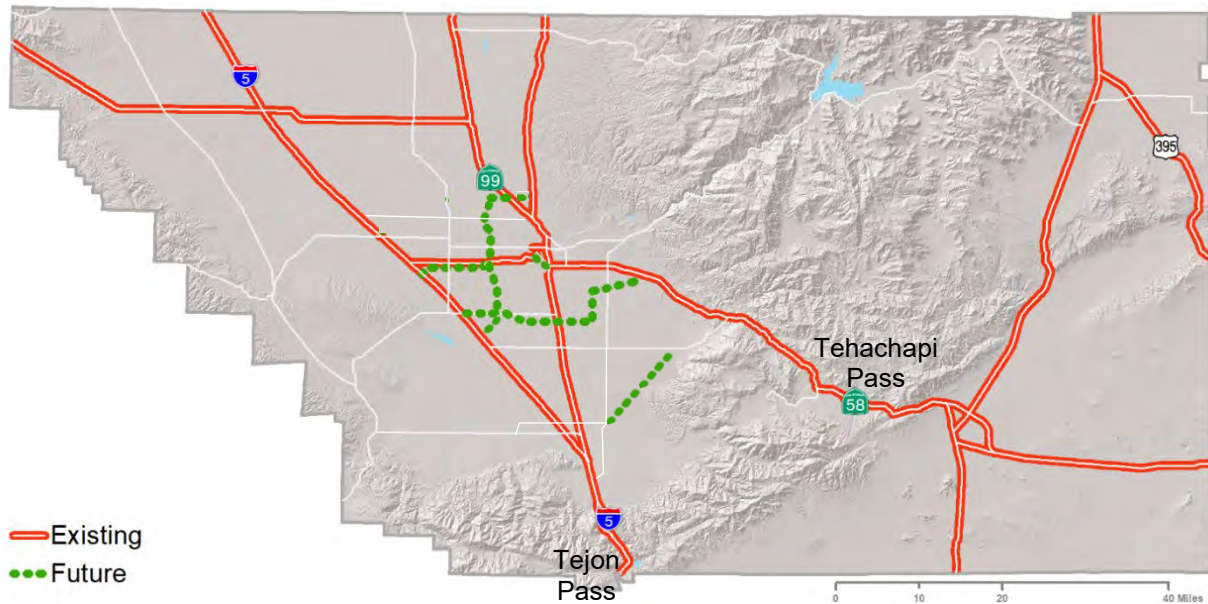 5
99
395
Tehachapi
Pass
58
5
Existing
Future
Tejon
Pass
0 10 20 40 Miles